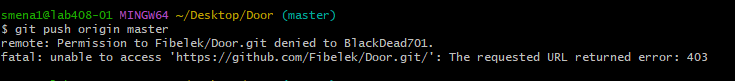 smena1@lab408-01 MINGW64 ~/Desktop/Door (master)
$ git push origin master
remote: Permission to Fibelek/Door.git denied to BlackDead701.
fatal: unable to access 'https://github.com/Fibelek/Door.git/': The requested URL returned error: 403